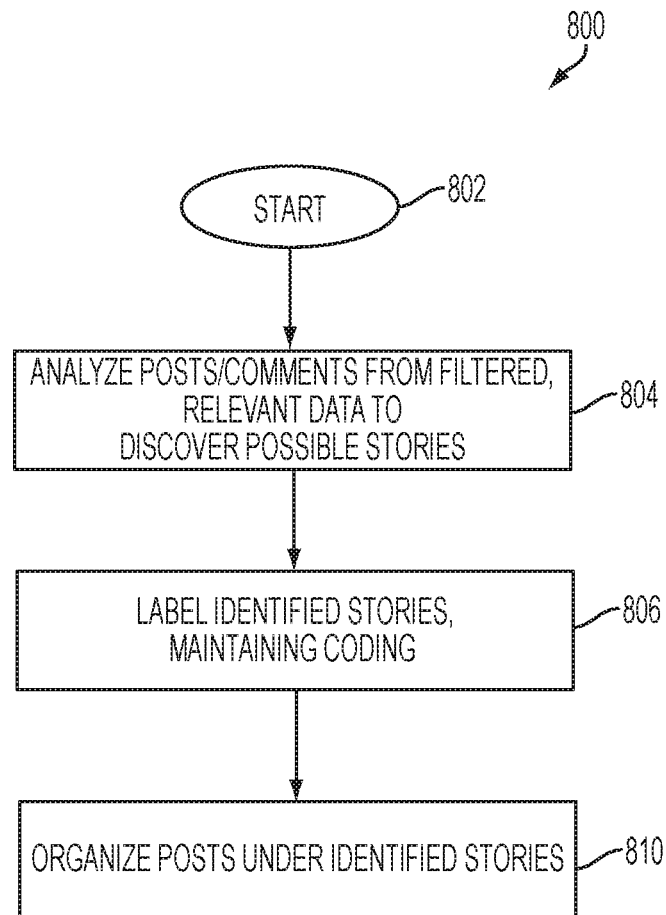 800
START
802
ANALYZE POSTS/COMMENTS FROM FILTERED,
RELEVANT DATA TO
DISCOVER POSSIBLE STORIES
804
LABEL IDENTIFIED STORIES,
MAINTAINING CODING
806
ORGANIZE POSTS UNDER IDENTIFIED STORIES
810